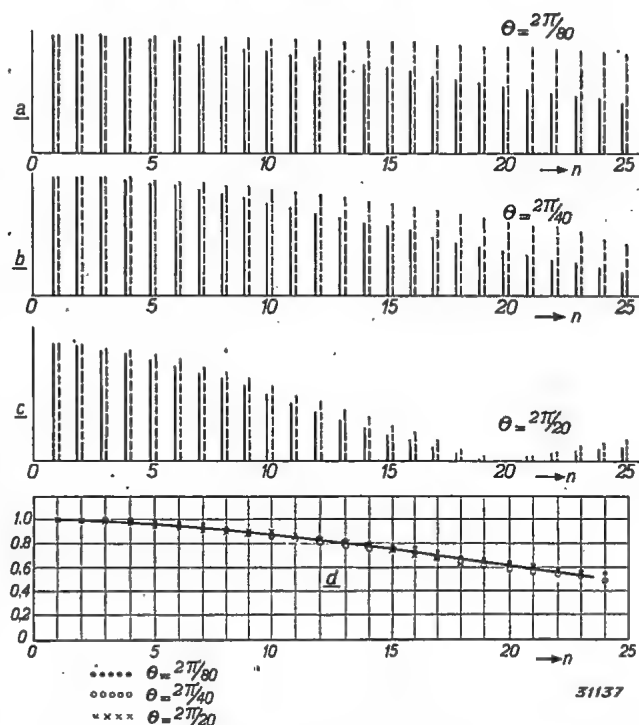 θ = 2π/80
a
0 5 10 15 20 25
→ n
θ = 2π/40
b
0 5 10 15 20 25
→ n
c
θ = 2π/20
0 5 10 15 20 25
→ n
1.0
0.8
0.6
0.4
0,2
0
d
0 5 10 15 20 25
→ n
••••• θ = 2π/80
ooooo θ = 2π/40
×××× θ = 2π/20
31137